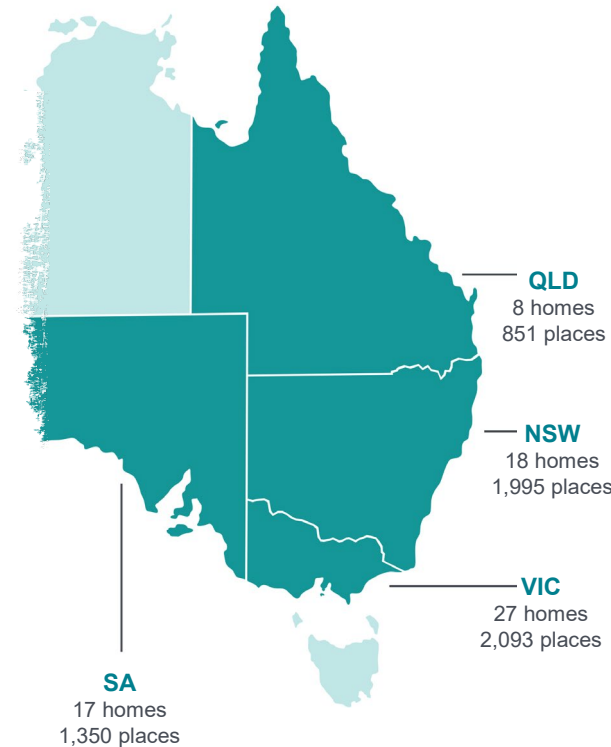 QLD
8 homes
851 places
NSW
18 homes
1,995 places
VIC
27 homes
2,093 places
SA
17 homes
1,350 places